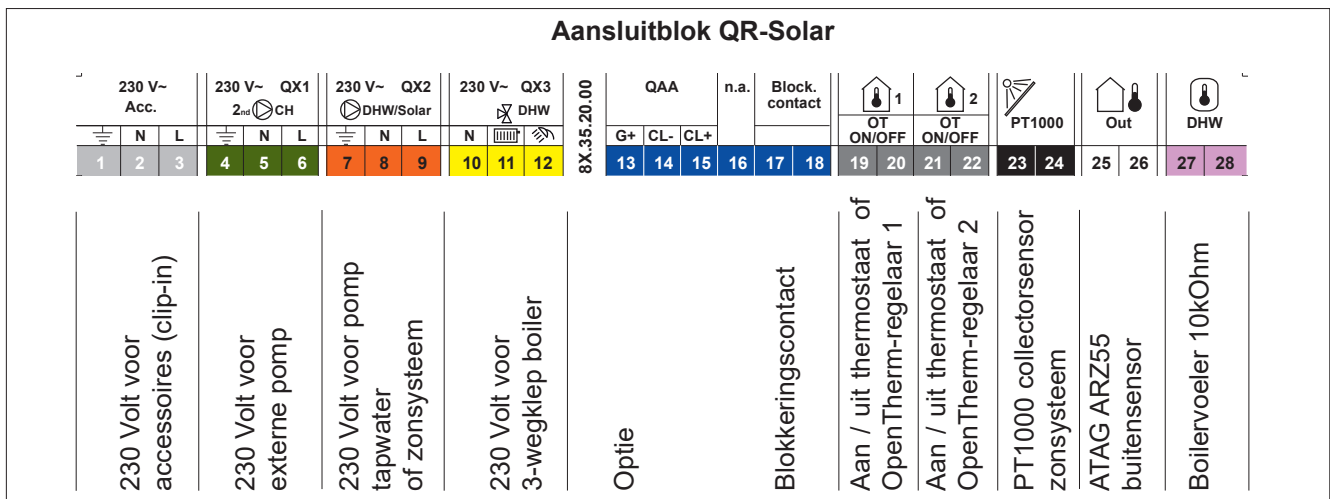 Aansluitblok QR-Solar
230 V~
Acc.
N L
1 2 3
230 V~ QX1
2nd CH
N L
4 5 6
230 V~ QX2
DHW/Solar
N L
7 8 9
230 V~ QX3
DHW
N
10 11 12
8X.35.20.00
QAA
G+ CL- CL+
13 14 15
n.a.
16
Block.
contact
17 18
1
OT
ON/OFF
19 20
2
OT
ON/OFF
21 22
PT1000
23 24
Out
25 26
DHW
27 28
230 Volt voor
accessoires (clip-in)
230 Volt voor
externe pomp
230 Volt voor pomp
tapwater
of zonsysteem
230 Volt voor
3-wegklep boiler
Optie
Blokkeringscontact
Aan / uit thermostaat of
OpenTherm-regelaar 1
Aan / uit thermostaat of
OpenTherm-regelaar 2
PT1000 collectorsensor
zonsysteem
ATAG ARZ55
buitensensor
Boilervoeler 10kOhm